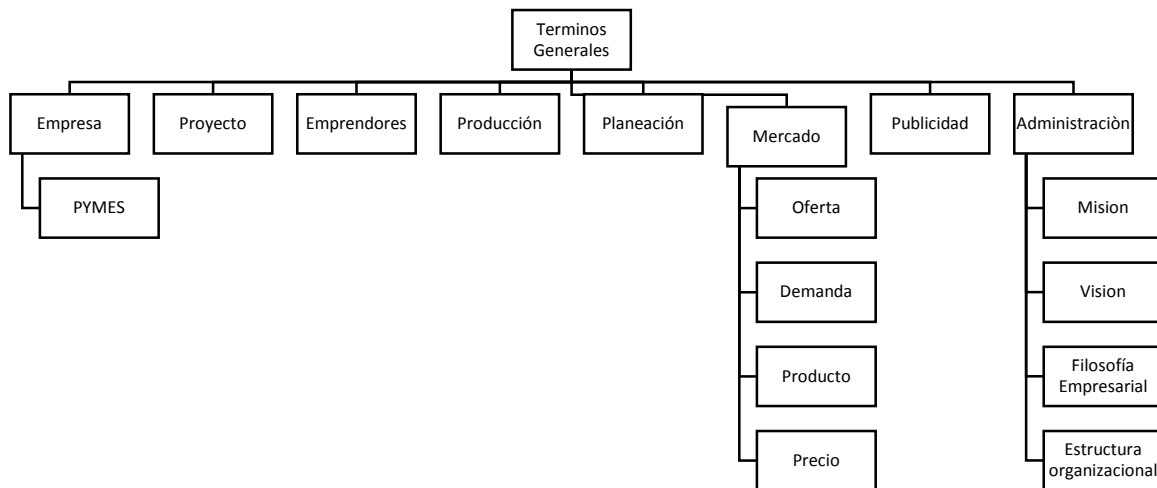 Terminos
Generales
Empresa
Proyecto
Emprendores
Producción
Planeación
Mercado
Publicidad
Administraciòn
PYMES
Oferta
Mision
Demanda
Vision
Producto
Filosofía
Empresarial
Precio
Estructura
organizacional